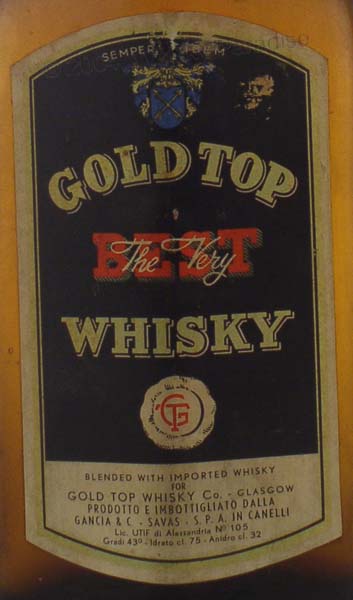 SEMPER IDEM
GOLD TOP
The Very
BEST
WHISKY
GT
BLENDED WITH IMPORTED WHISKY
FOR
GOLD TOP WHISKY Co. - GLASGOW
PRODOTTO E IMBOTTIGLIATO DALLA
GANCIA & C. - SAVAS - S. P. A. IN CANELLI
Lic. UTIF di Alessandria No 105
Gradi 43o - Idrato cl. 75 - Anidro cl. 32